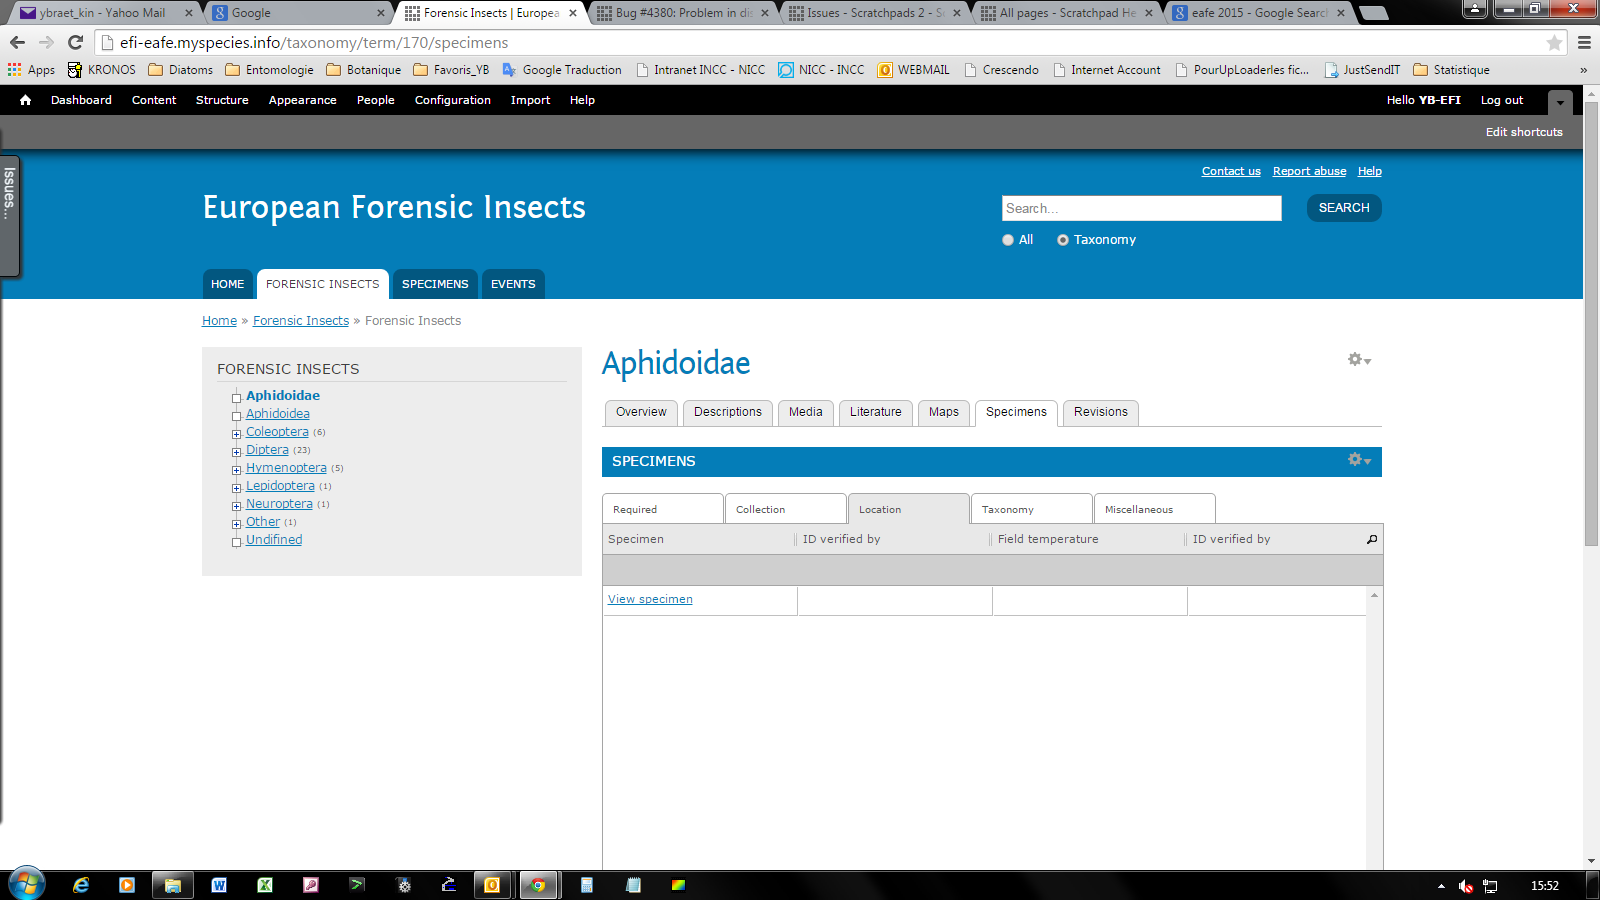 ybraet_kin - Yahoo Mail Google Forensic Insects | Europea Bug #4380: Problem in dis Issues - Scratchpads 2 - Sc All pages - Scratchpad He eafe 2015 - Google Search
efi-eafe.myspecies.info/taxonomy/term/170/specimens
Apps KRONOS Diatoms Entomologie Botanique Favoris_YB Google Traduction Intranet INCC - NICC NICC - INCC WEBMAIL Crescendo Internet Account PourUpLoaderles fic... JustSendIT Statistique »
Dashboard Content Structure Appearance People Configuration Import Help Hello YB-EFI Log out
Edit shortcuts
Issues...
Contact us Report abuse Help
European Forensic Insects
Search... SEARCH
All Taxonomy
HOME FORENSIC INSECTS SPECIMENS EVENTS
Home » Forensic Insects » Forensic Insects
FORENSIC INSECTS
Aphidoidae
Aphidoidea
Coleoptera (6)
Diptera (23)
Hymenoptera (5)
Lepidoptera (1)
Neuroptera (1)
Other (1)
Undifined
Aphidoidae
Overview Descriptions Media Literature Maps Specimens Revisions
SPECIMENS
Required Collection Location Taxonomy Miscellaneous
Specimen ID verified by Field temperature ID verified by
View specimen
15:52